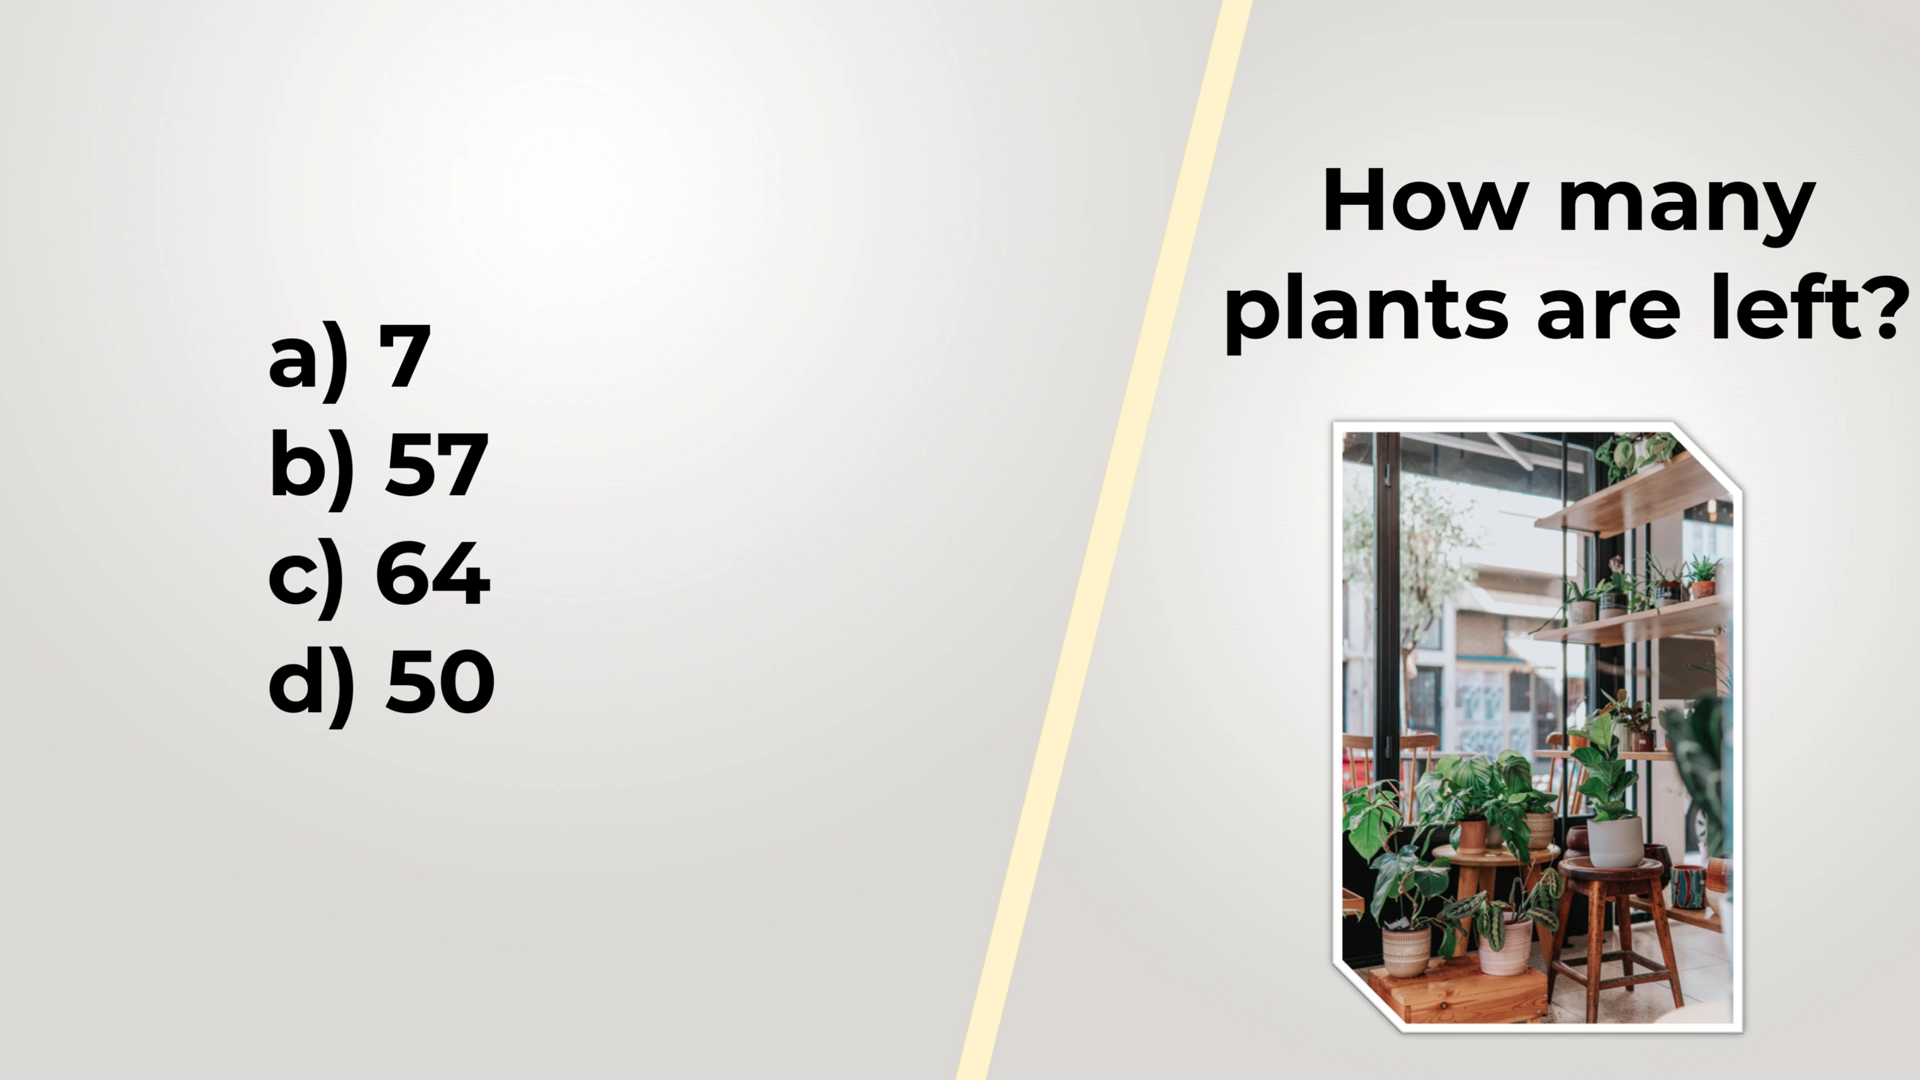 How many
plants are left?
a) 7
b) 57
c) 64
d) 50